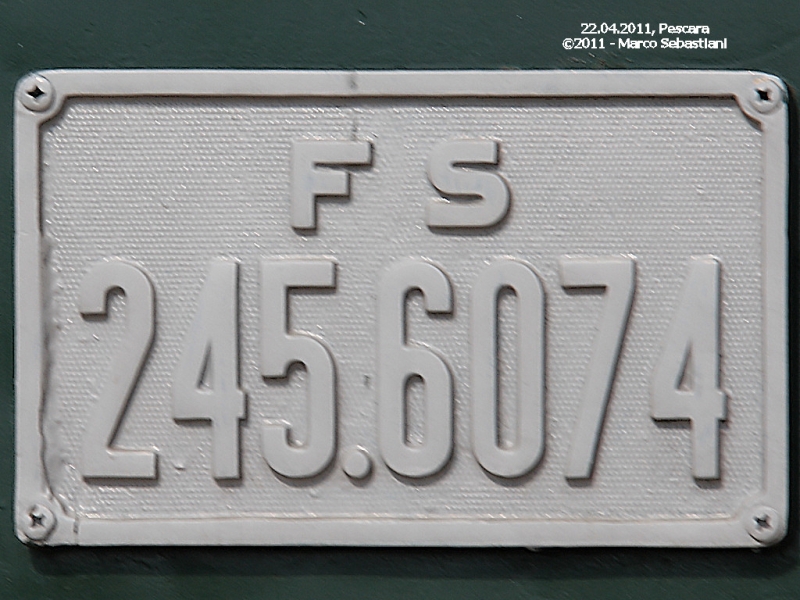 22.04.2011, Pescara
©2011 - Marco Sebastiani
F S
245.6074